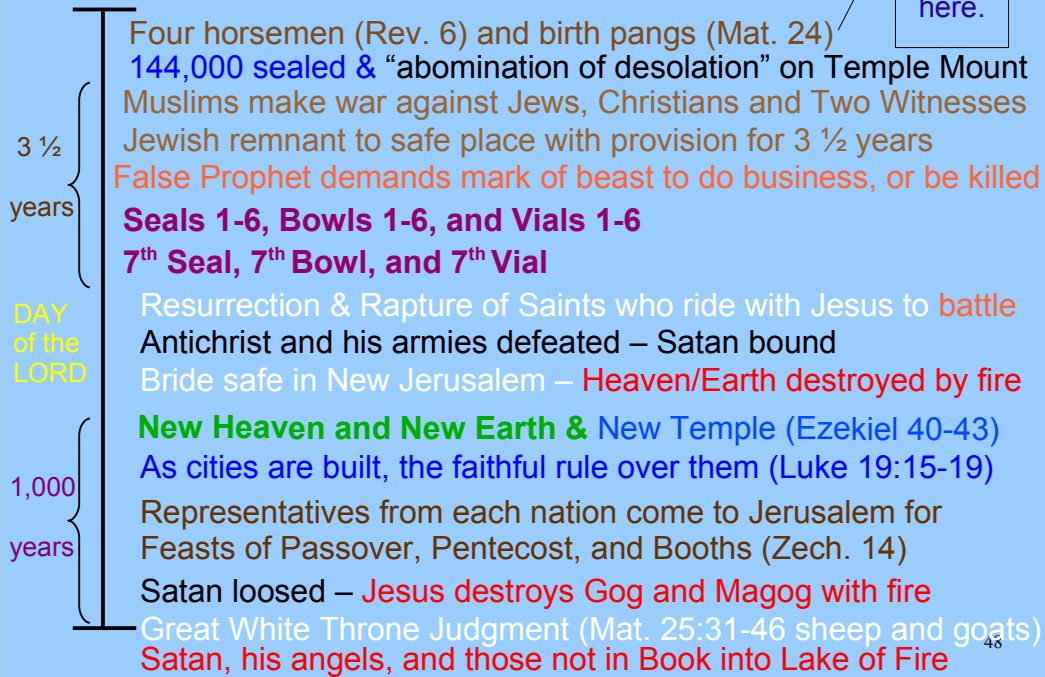 here.
Four horsemen (Rev. 6) and birth pangs (Mat. 24)
144,000 sealed & “abomination of desolation” on Temple Mount
Muslims make war against Jews, Christians and Two Witnesses
3 ½
Jewish remnant to safe place with provision for 3 ½ years
False Prophet demands mark of beast to do business, or be killed
years
Seals 1-6, Bowls 1-6, and Vials 1-6
7th Seal, 7th Bowl, and 7th Vial
Resurrection & Rapture of Saints who ride with Jesus to battle
DAY
of the
LORD
Antichrist and his armies defeated – Satan bound
Bride safe in New Jerusalem – Heaven/Earth destroyed by fire
New Heaven and New Earth & New Temple (Ezekiel 40-43)
As cities are built, the faithful rule over them (Luke 19:15-19)
1,000
years
Representatives from each nation come to Jerusalem for
Feasts of Passover, Pentecost, and Booths (Zech. 14)
Satan loosed – Jesus destroys Gog and Magog with fire
Great White Throne Judgment (Mat. 25:31-46 sheep and goats)
48
Satan, his angels, and those not in Book into Lake of Fire